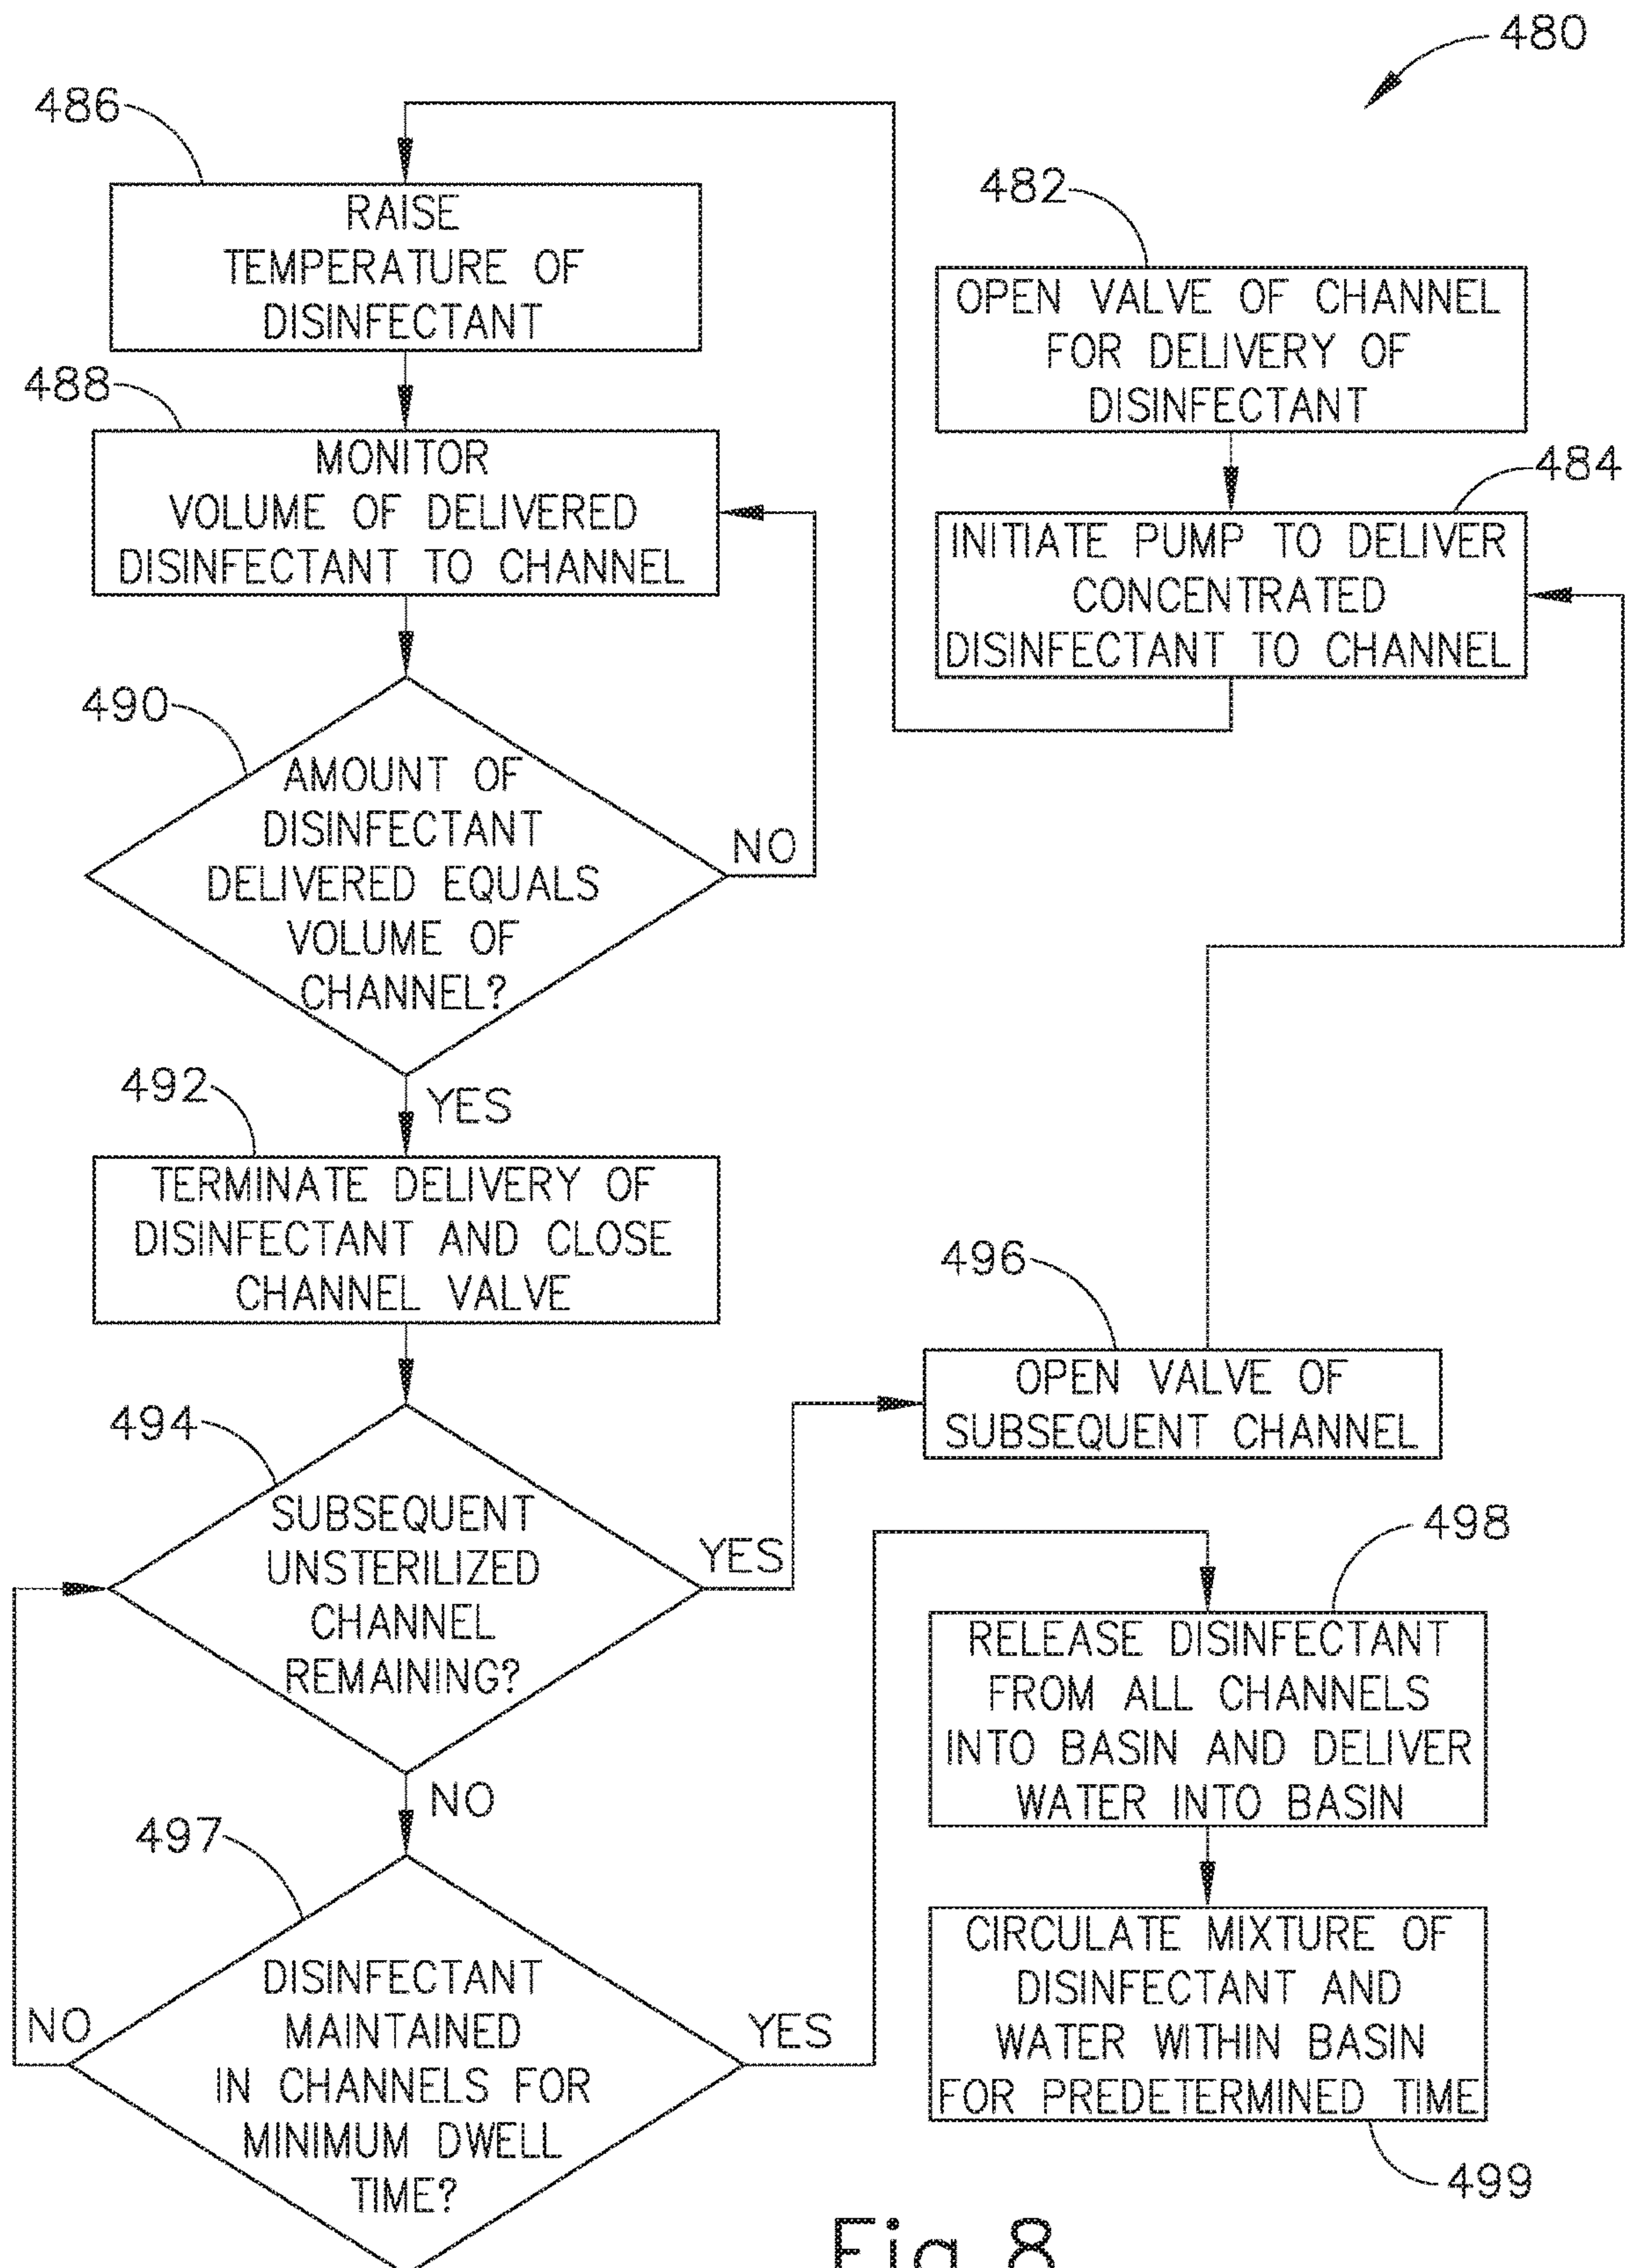 480
486
RAISE
TEMPERATURE OF
DISINFECTANT
482
OPEN VALVE OF CHANNEL
FOR DELIVERY OF
DISINFECTANT
488
MONITOR
VOLUME OF DELIVERED
DISINFECTANT TO CHANNEL
484
INITIATE PUMP TO DELIVER
CONCENTRATED
DISINFECTANT TO CHANNEL
490
AMOUNT OF
DISINFECTANT
DELIVERED EQUALS
VOLUME OF
CHANNEL?
NO
YES
492
TERMINATE DELIVERY OF
DISINFECTANT AND CLOSE
CHANNEL VALVE
496
OPEN VALVE OF
SUBSEQUENT CHANNEL
494
SUBSEQUENT
UNSTERILIZED
CHANNEL
REMAINING?
YES
NO
498
RELEASE DISINFECTANT
FROM ALL CHANNELS
INTO BASIN AND DELIVER
WATER INTO BASIN
497
DISINFECTANT
MAINTAINED
IN CHANNELS FOR
MINIMUM DWELL
TIME?
NO
YES
CIRCULATE MIXTURE OF
DISINFECTANT AND
WATER WITHIN BASIN
FOR PREDETERMINED TIME
499
Fig.8